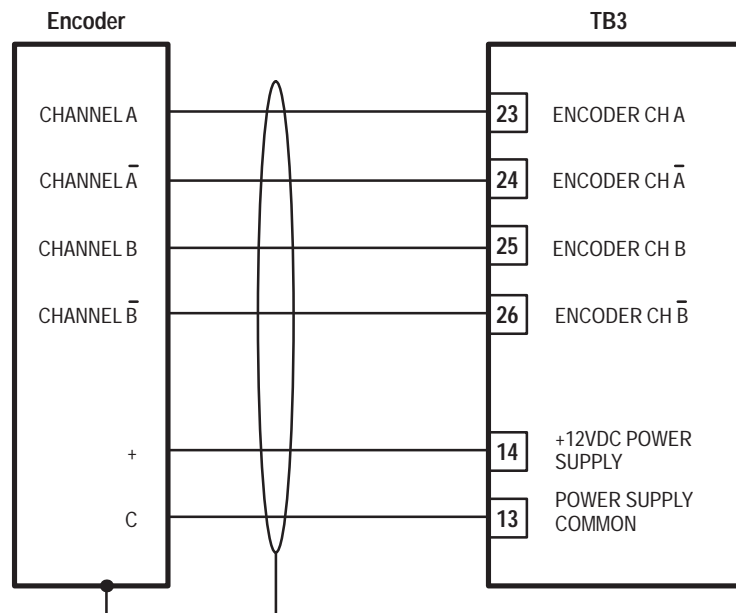 Encoder TB3
CHANNEL A 23 ENCODER CH A
CHANNEL A̅ 24 ENCODER CH A̅
CHANNEL B 25 ENCODER CH B
CHANNEL B̅ 26 ENCODER CH B̅
+ 14 +12VDC POWER
SUPPLY
C 13 POWER SUPPLY
COMMON